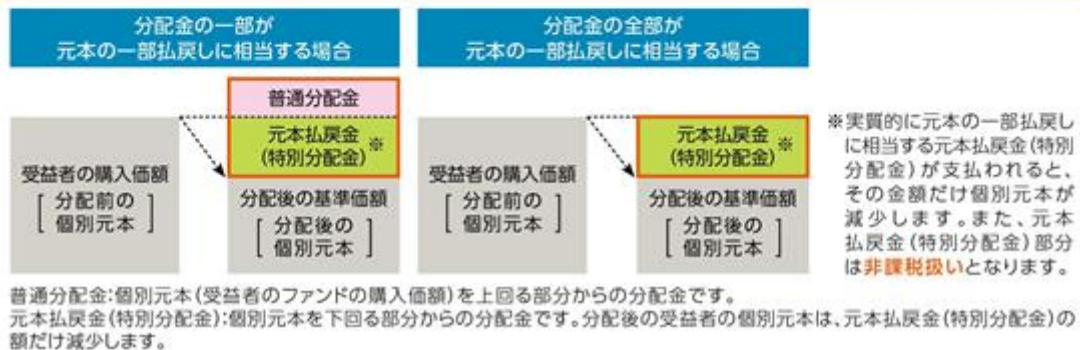 分配金の一部が
元本の一部払戻しに相当する場合
普通分配金
元本払戻金
(特別分配金)※
受益者の購入価額
[分配前の
個別元本]
分配後の基準価額
[分配後の
個別元本]
分配金の全部が
元本の一部払戻しに相当する場合
元本払戻金
(特別分配金)※
受益者の購入価額
[分配前の
個別元本]
分配後の基準価額
[分配後の
個別元本]
※実質的に元本の一部払戻し
に相当する元本払戻金(特別
分配金)が支払われると、
その金額だけ個別元本が
減少します。また、元本
払戻金(特別分配金)部分
は非課税扱いとなります。
普通分配金:個別元本(受益者のファンドの購入価額)を上回る部分からの分配金です。
元本払戻金(特別分配金):個別元本を下回る部分からの分配金です。分配後の受益者の個別元本は、元本払戻金(特別分配金)の
額だけ減少します。